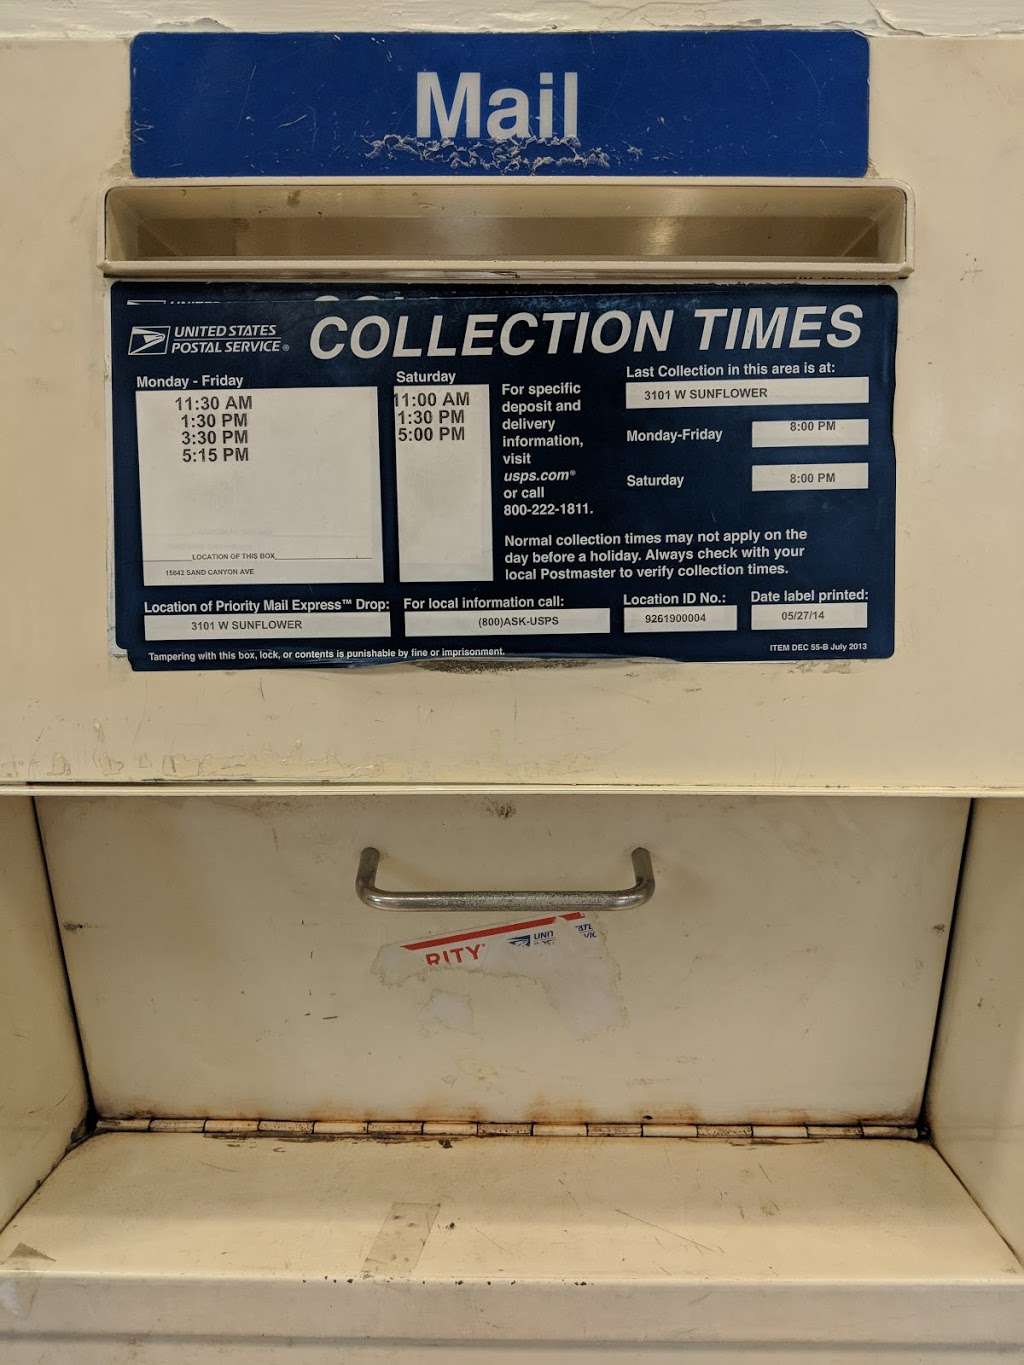 Mail
UNITED STATES
POSTAL SERVICE®
COLLECTION TIMES
Monday - Friday
11:30 AM
1:30 PM
3:30 PM
5:15 PM
LOCATION OF THIS BOX
15642 SAND CANYON AVE
Saturday
11:00 AM
1:30 PM
5:00 PM
For specific
deposit and
delivery
information,
visit
usps.com®
or call
800-222-1811.
Last Collection in this area is at:
3101 W SUNFLOWER
Monday-Friday 8:00 PM
Saturday 8:00 PM
Normal collection times may not apply on the
day before a holiday. Always check with your
local Postmaster to verify collection times.
Location of Priority Mail Express™ Drop:
3101 W SUNFLOWER
For local information call:
(800)ASK-USPS
Location ID No.:
9261900004
Date label printed:
05/27/14
Tampering with this box, lock, or contents is punishable by fine or imprisonment.
ITEM DEC 55-B July 2013
RITY